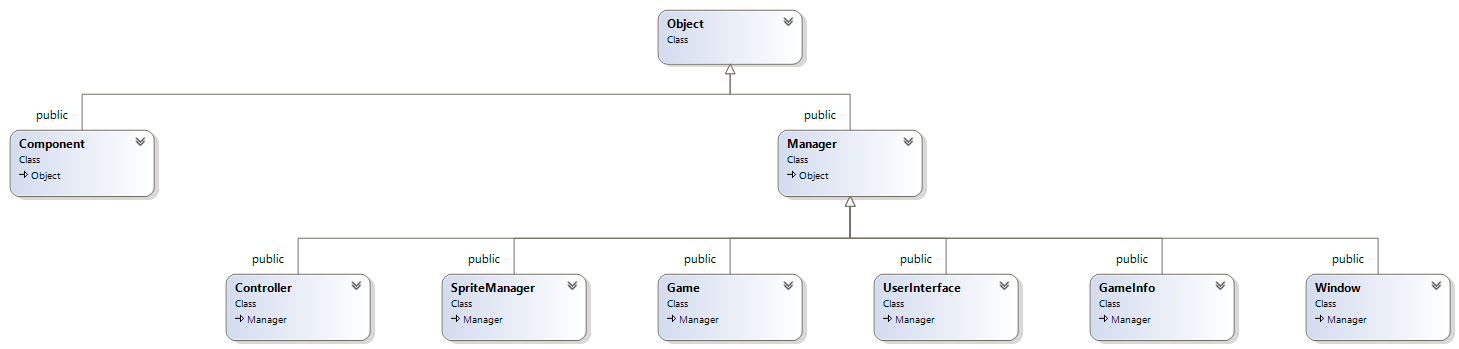 Object
Class
public
public
Component
Class
Object
Manager
Class
Object
public
public
public
public
public
public
Controller
Class
Manager
SpriteManager
Class
Manager
Game
Class
Manager
UserInterface
Class
Manager
GameInfo
Class
Manager
Window
Class
Manager